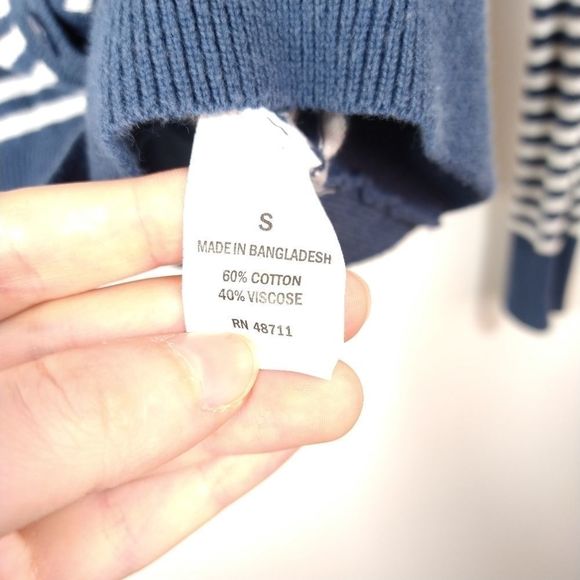 S
MADE IN BANGLADESH
60% COTTON
40% VISCOSE
RN 48711